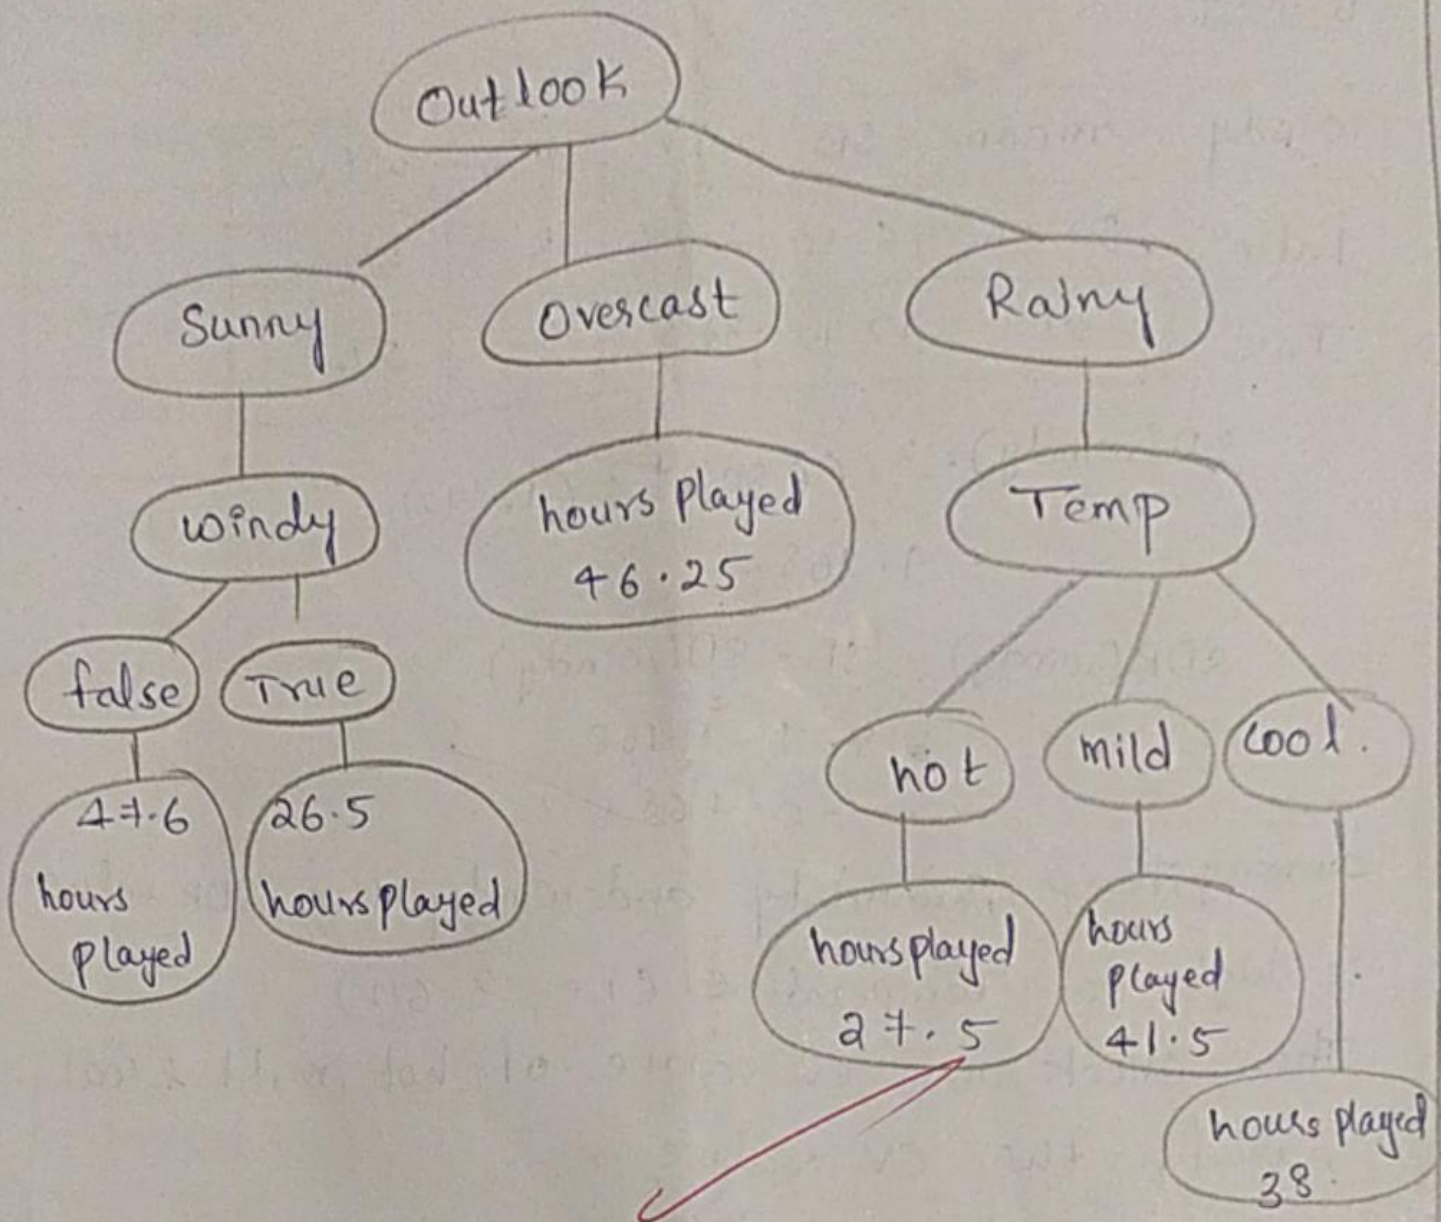 Outlook
Sunny
Overcast
Rainy
windy
hours Played
46.25
Temp
false
True
hot
mild
cool.
47.6
hours
played
26.5
hours played
hours played
27.5
hours
played
41.5
hours played
38.